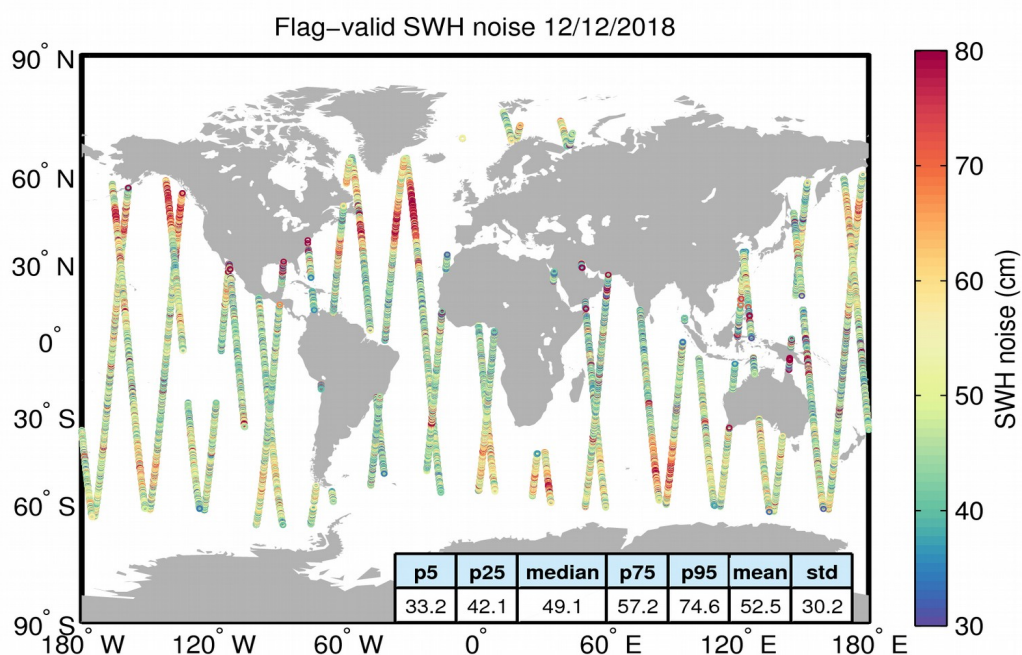 Flag−valid SWH noise 12/12/2018
90° N
60° N
30° N
0°
30° S
60° S
90° S
180° W 120° W 60° W 0° 60° E 120° E 180° E
p5 p25 median p75 p95 mean std
33.2 42.1 49.1 57.2 74.6 52.5 30.2
80
70
60
50
40
30
SWH noise (cm)